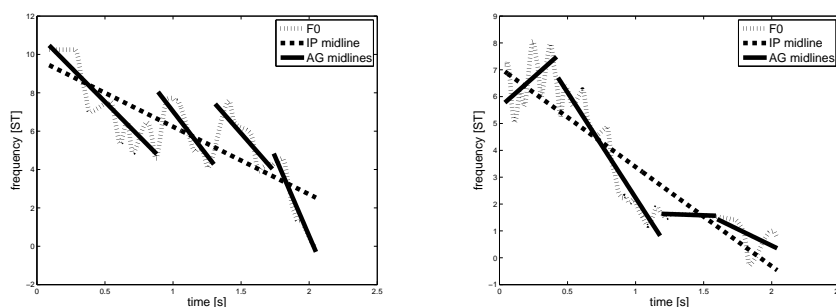 12
10
8
6
4
2
0
−2
0 0.5 1 1.5 2 2.5
frequency [ST]
time [s]
F0
IP midline
AG midlines
9
8
7
6
5
4
3
2
1
0
−1
0 0.5 1 1.5 2 2.5
frequency [ST]
time [s]
F0
IP midline
AG midlines